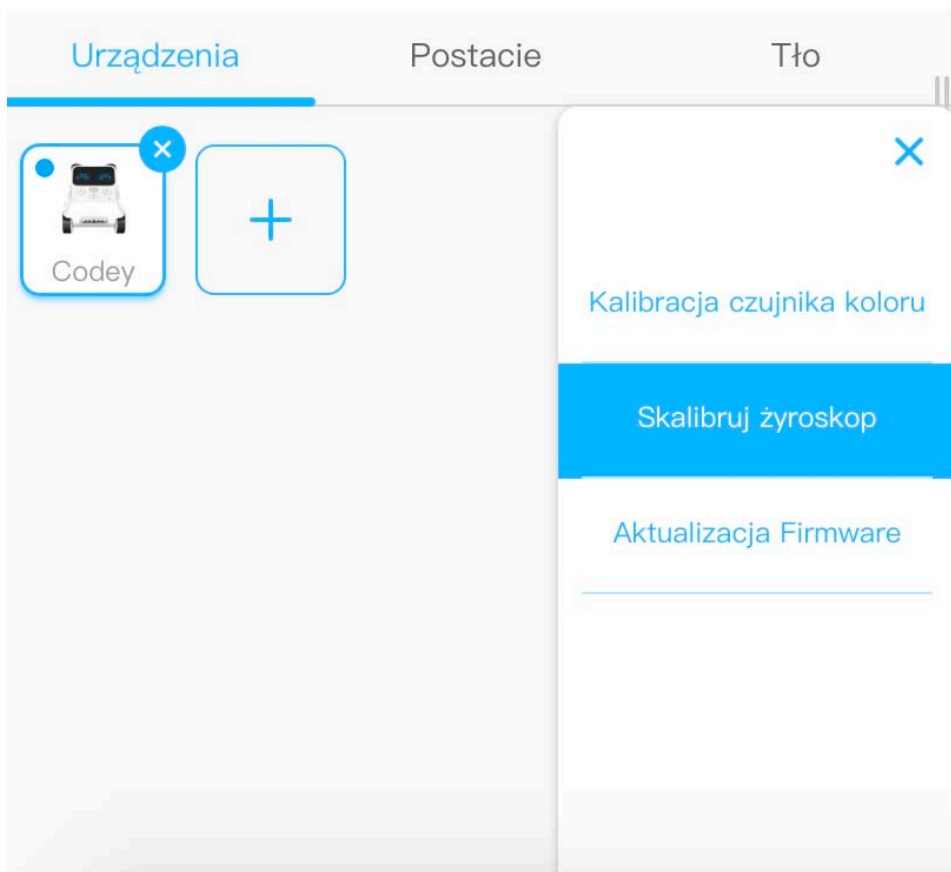 Urządzenia
Postacie
Tło
Codey
Kalibracja czujnika koloru
Skalibruj żyroskop
Aktualizacja Firmware